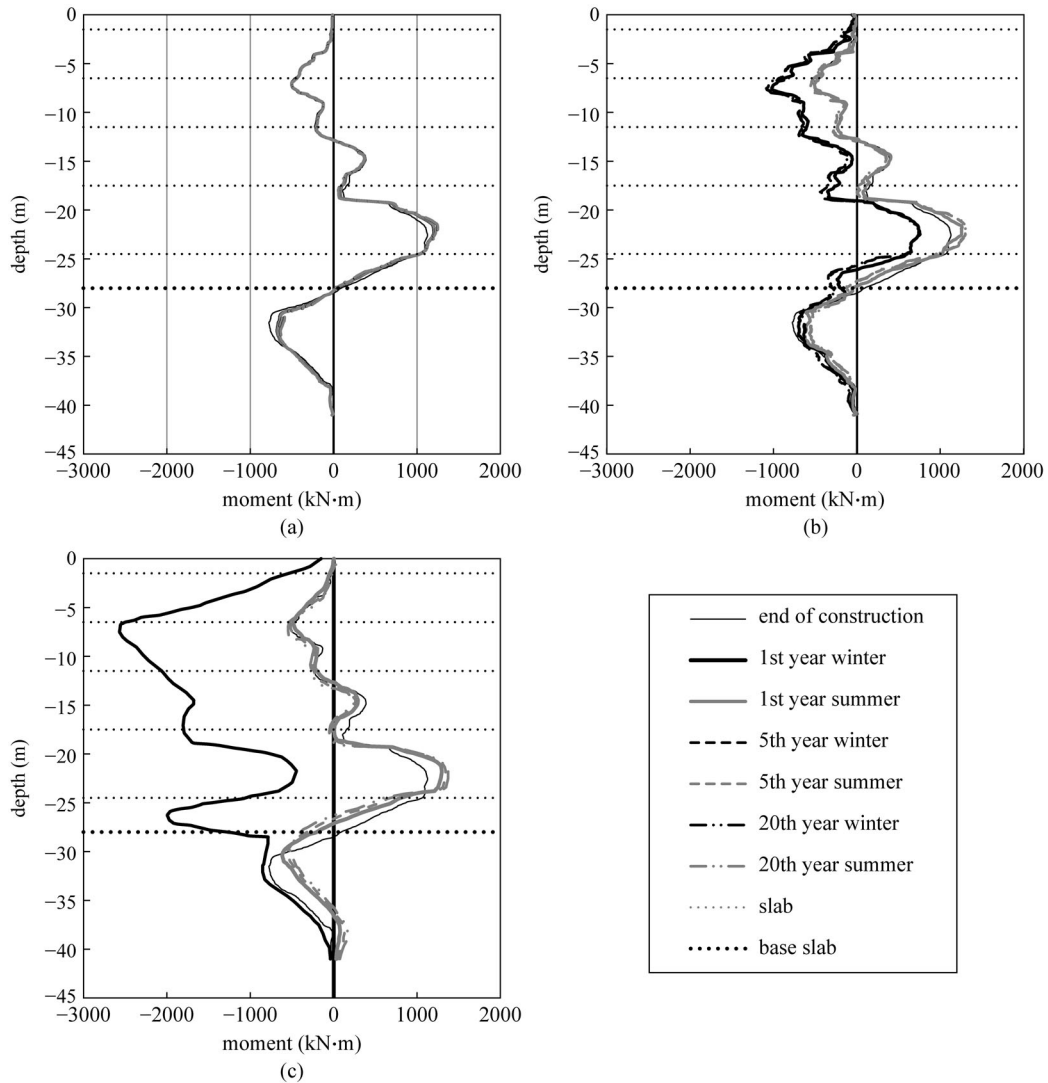 0
−5
−10
−15
−20
−25
−30
−35
−40
−45
depth (m)
−3000 −2000 −1000 0 1000 2000
moment (kN·m)
(a)
0
−5
−10
−15
−20
−25
−30
−35
−40
−45
depth (m)
−3000 −2000 −1000 0 1000 2000
moment (kN·m)
(b)
0
−5
−10
−15
−20
−25
−30
−35
−40
−45
depth (m)
−3000 −2000 −1000 0 1000 2000
moment (kN·m)
(c)
end of construction
1st year winter
1st year summer
5th year winter
5th year summer
20th year winter
20th year summer
slab
base slab